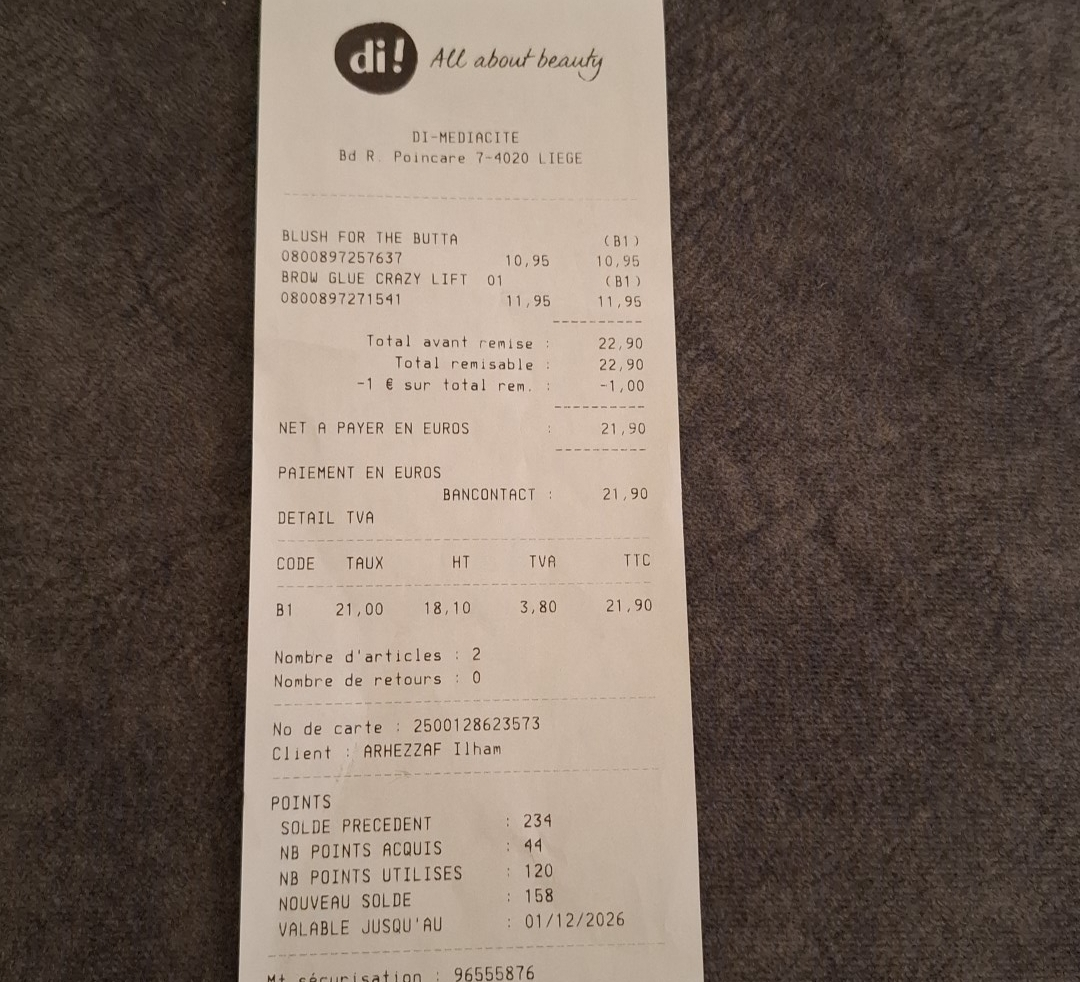 di! All about beauty
DI-MEDIACITE
Bd R. Poincare 7-4020 LIEGE
BLUSH FOR THE BUTTA (B1)
0800897257637 10,95 10,95
BROW GLUE CRAZY LIFT 01 (B1)
0800897271541 11,95 11,95
Total avant remise : 22,90
Total remisable : 22,90
-1 € sur total rem. : -1,00
NET A PAYER EN EUROS : 21,90
PAIEMENT EN EUROS
BANCONTACT : 21,90
DETAIL TVA
CODE TAUX HT TVA TTC
B1 21,00 18,10 3,80 21,90
Nombre d'articles : 2
Nombre de retours : 0
No de carte : 2500128623573
Client : ARHEZZAF Ilham
POINTS
SOLDE PRECEDENT : 234
NB POINTS ACQUIS : 44
NB POINTS UTILISES : 120
NOUVEAU SOLDE : 158
VALABLE JUSQU'AU : 01/12/2026
Mt sécurisation : 96555876